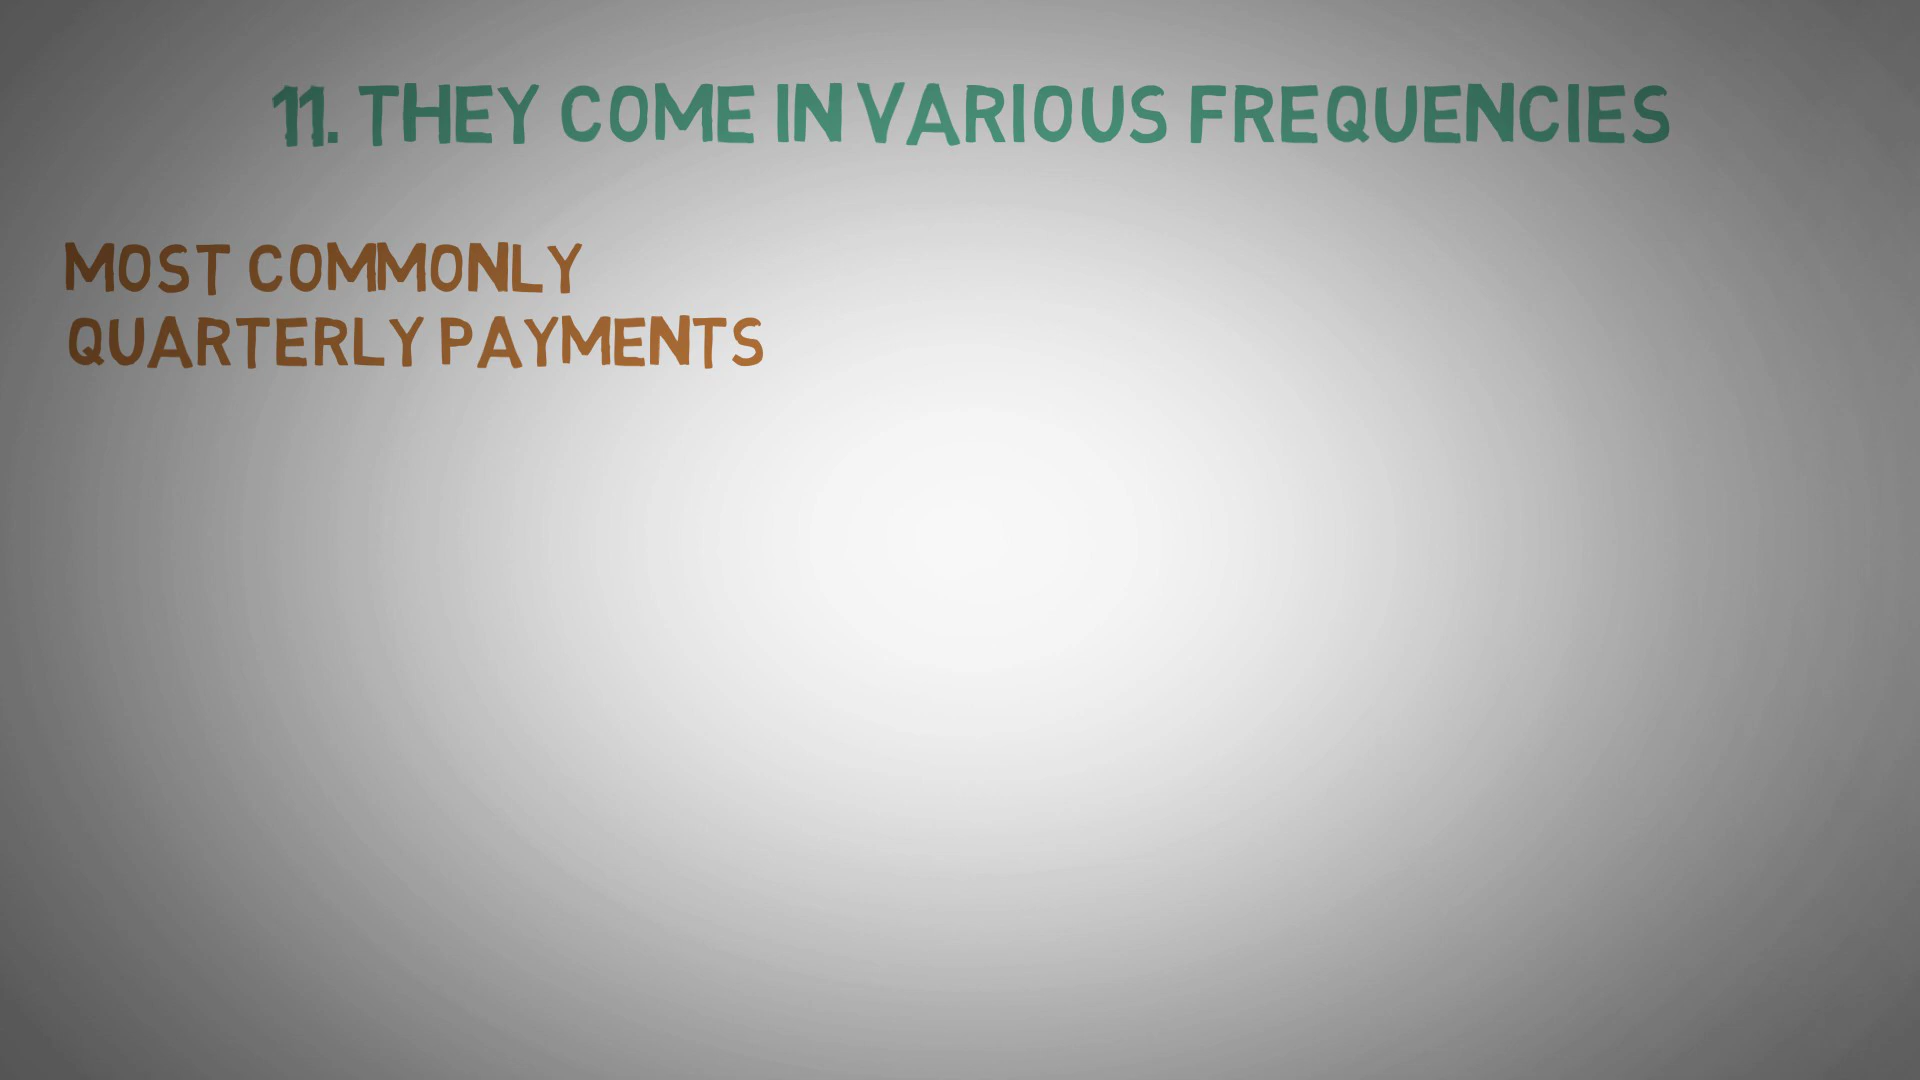 11. THEY COME IN VARIOUS FREQUENCIES
MOST COMMONLY
QUARTERLY PAYMENTS